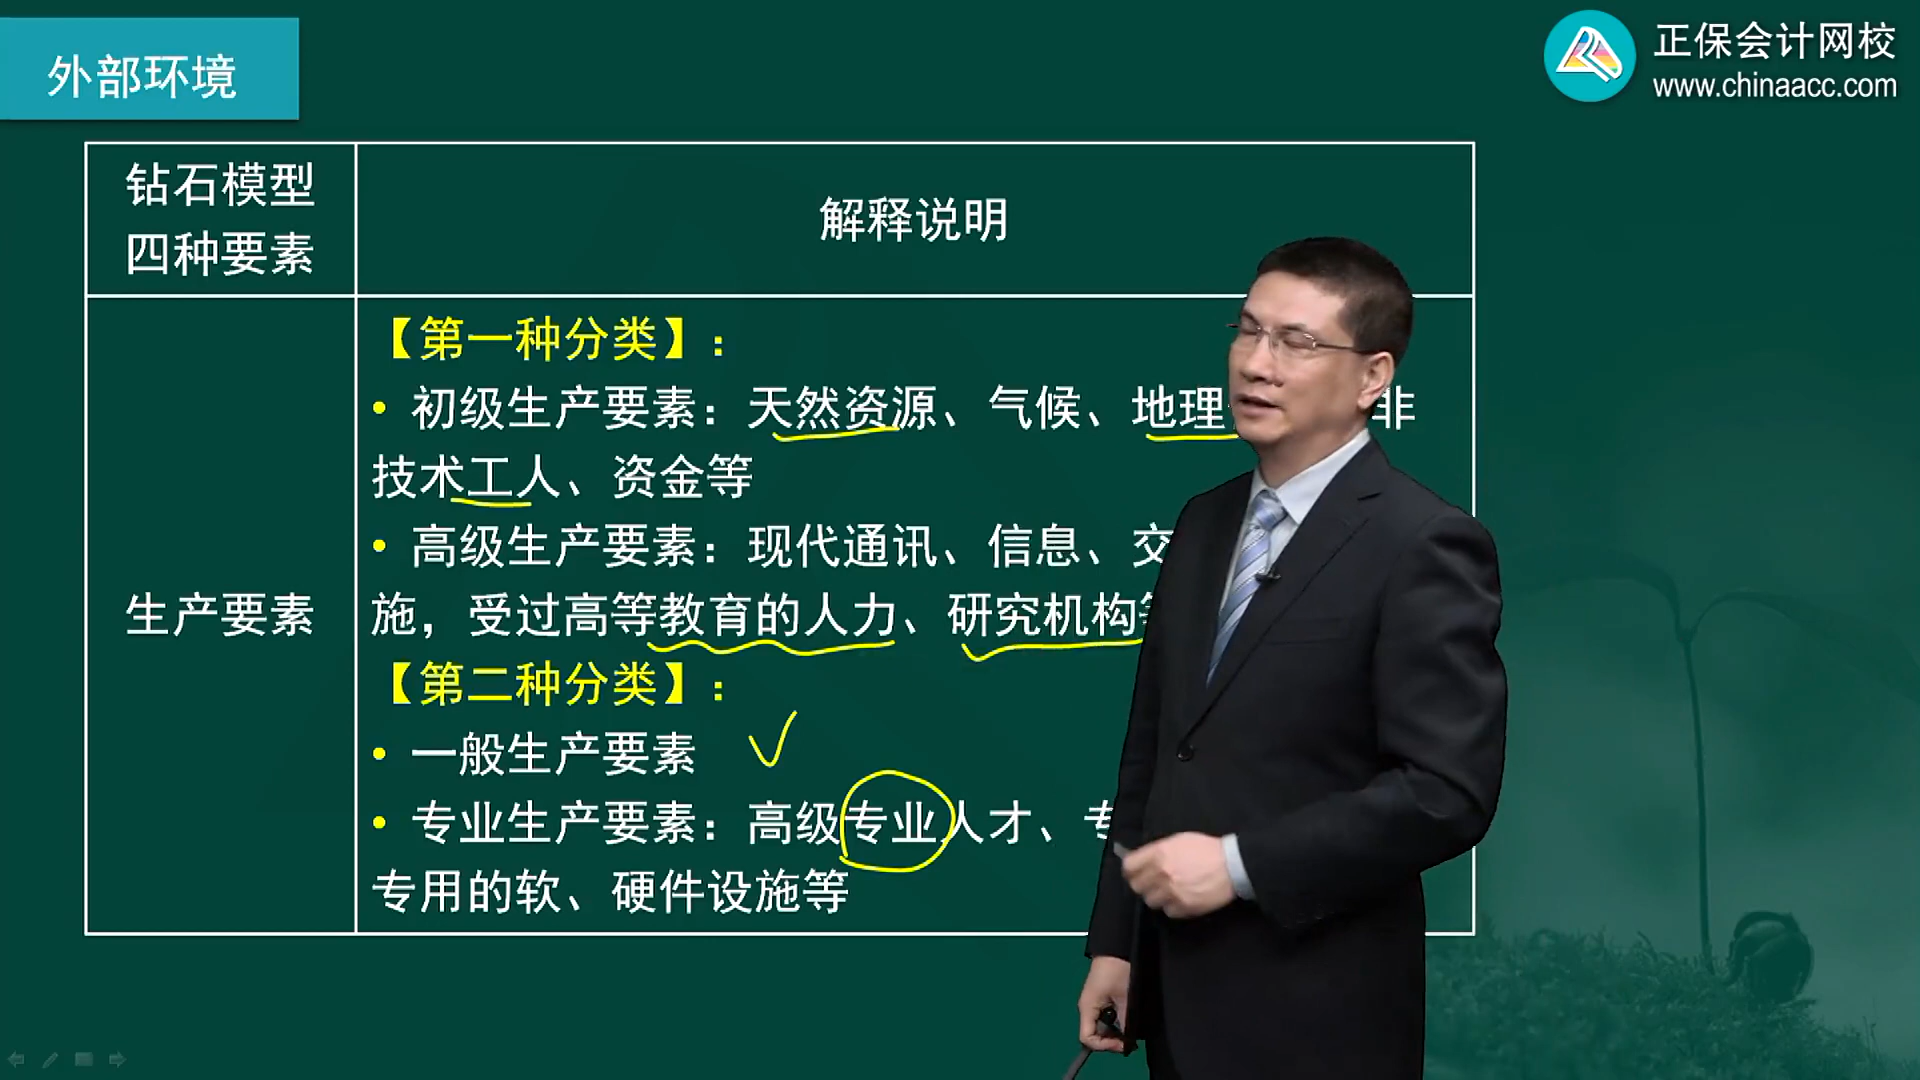 外部环境
正保会计网校
www.chinaacc.com
钻石模型
四种要素
解释说明
【第一种分类】：
• 初级生产要素：天然资源、气候、地理 非
技术工人、资金等
• 高级生产要素：现代通讯、信息、交
施，受过高等教育的人力、研究机构等
生产要素
【第二种分类】：
• 一般生产要素
• 专业生产要素：高级专业人才、专
专用的软、硬件设施等